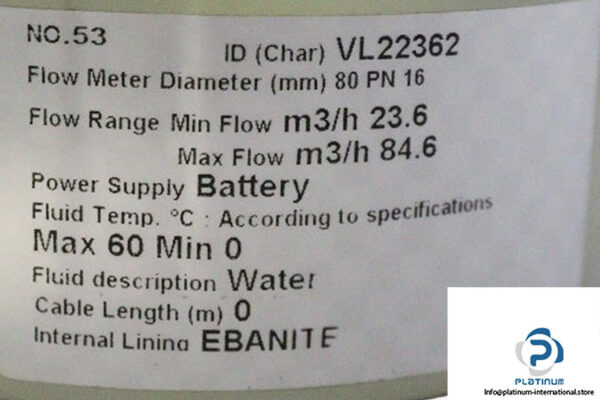 NO.53
ID (Char) VL22362
Flow Meter Diameter (mm) 80 PN 16
Flow Range Min Flow m3/h 23.6
Max Flow m3/h 84.6
Power Supply Battery
Fluid Temp. °C : According to specifications
Max 60 Min 0
Fluid description Water
Cable Length (m) 0
Internal Lining EBANITE
PLATINUM
Info@platinum-international.store